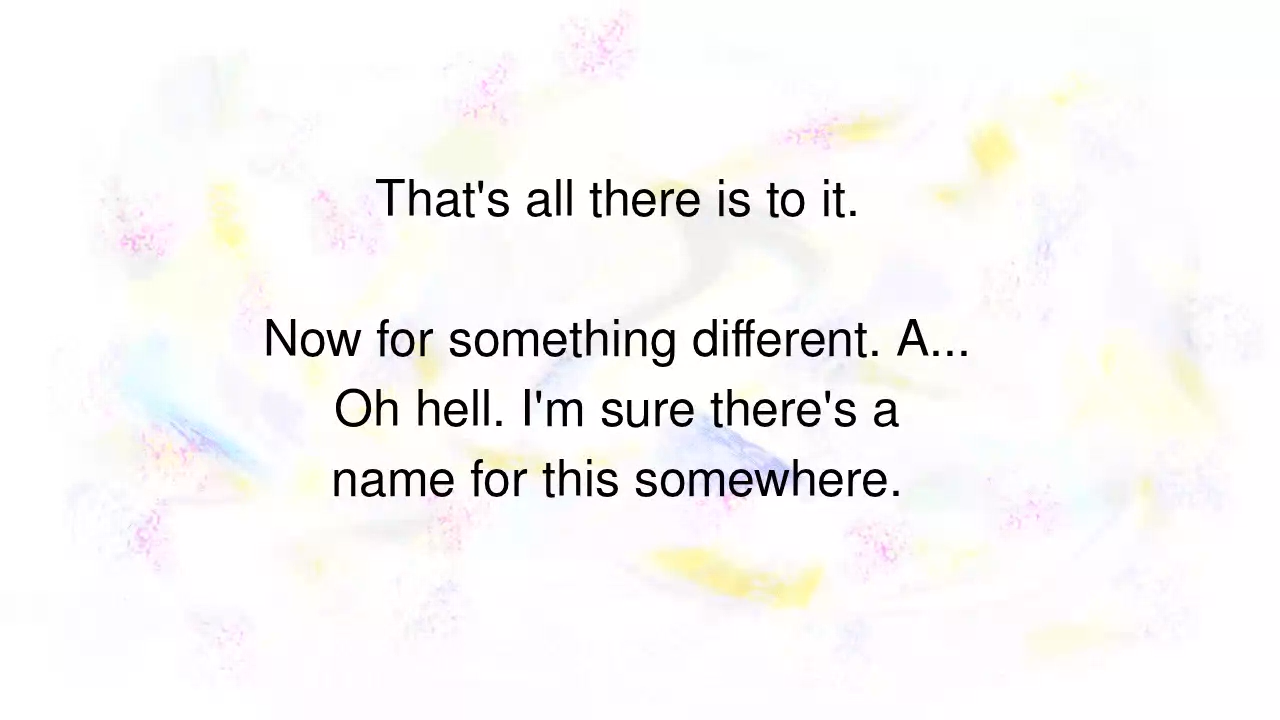 That's all there is to it.
Now for something different. A...
Oh hell. I'm sure there's a
name for this somewhere.